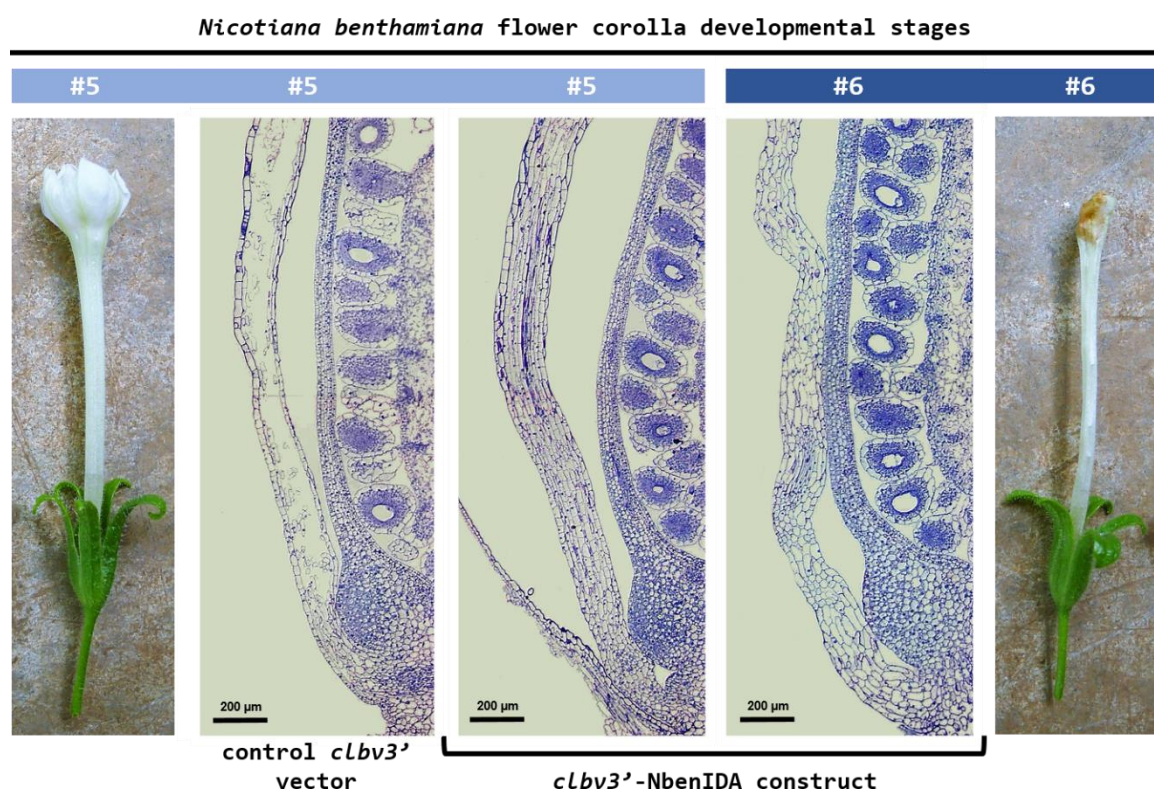 Nicotiana benthamiana flower corolla developmental stages
#5 #5 #5 #6 #6
200 µm 200 µm 200 µm
control clbv3’
vector
clbv3’-NbenIDA construct